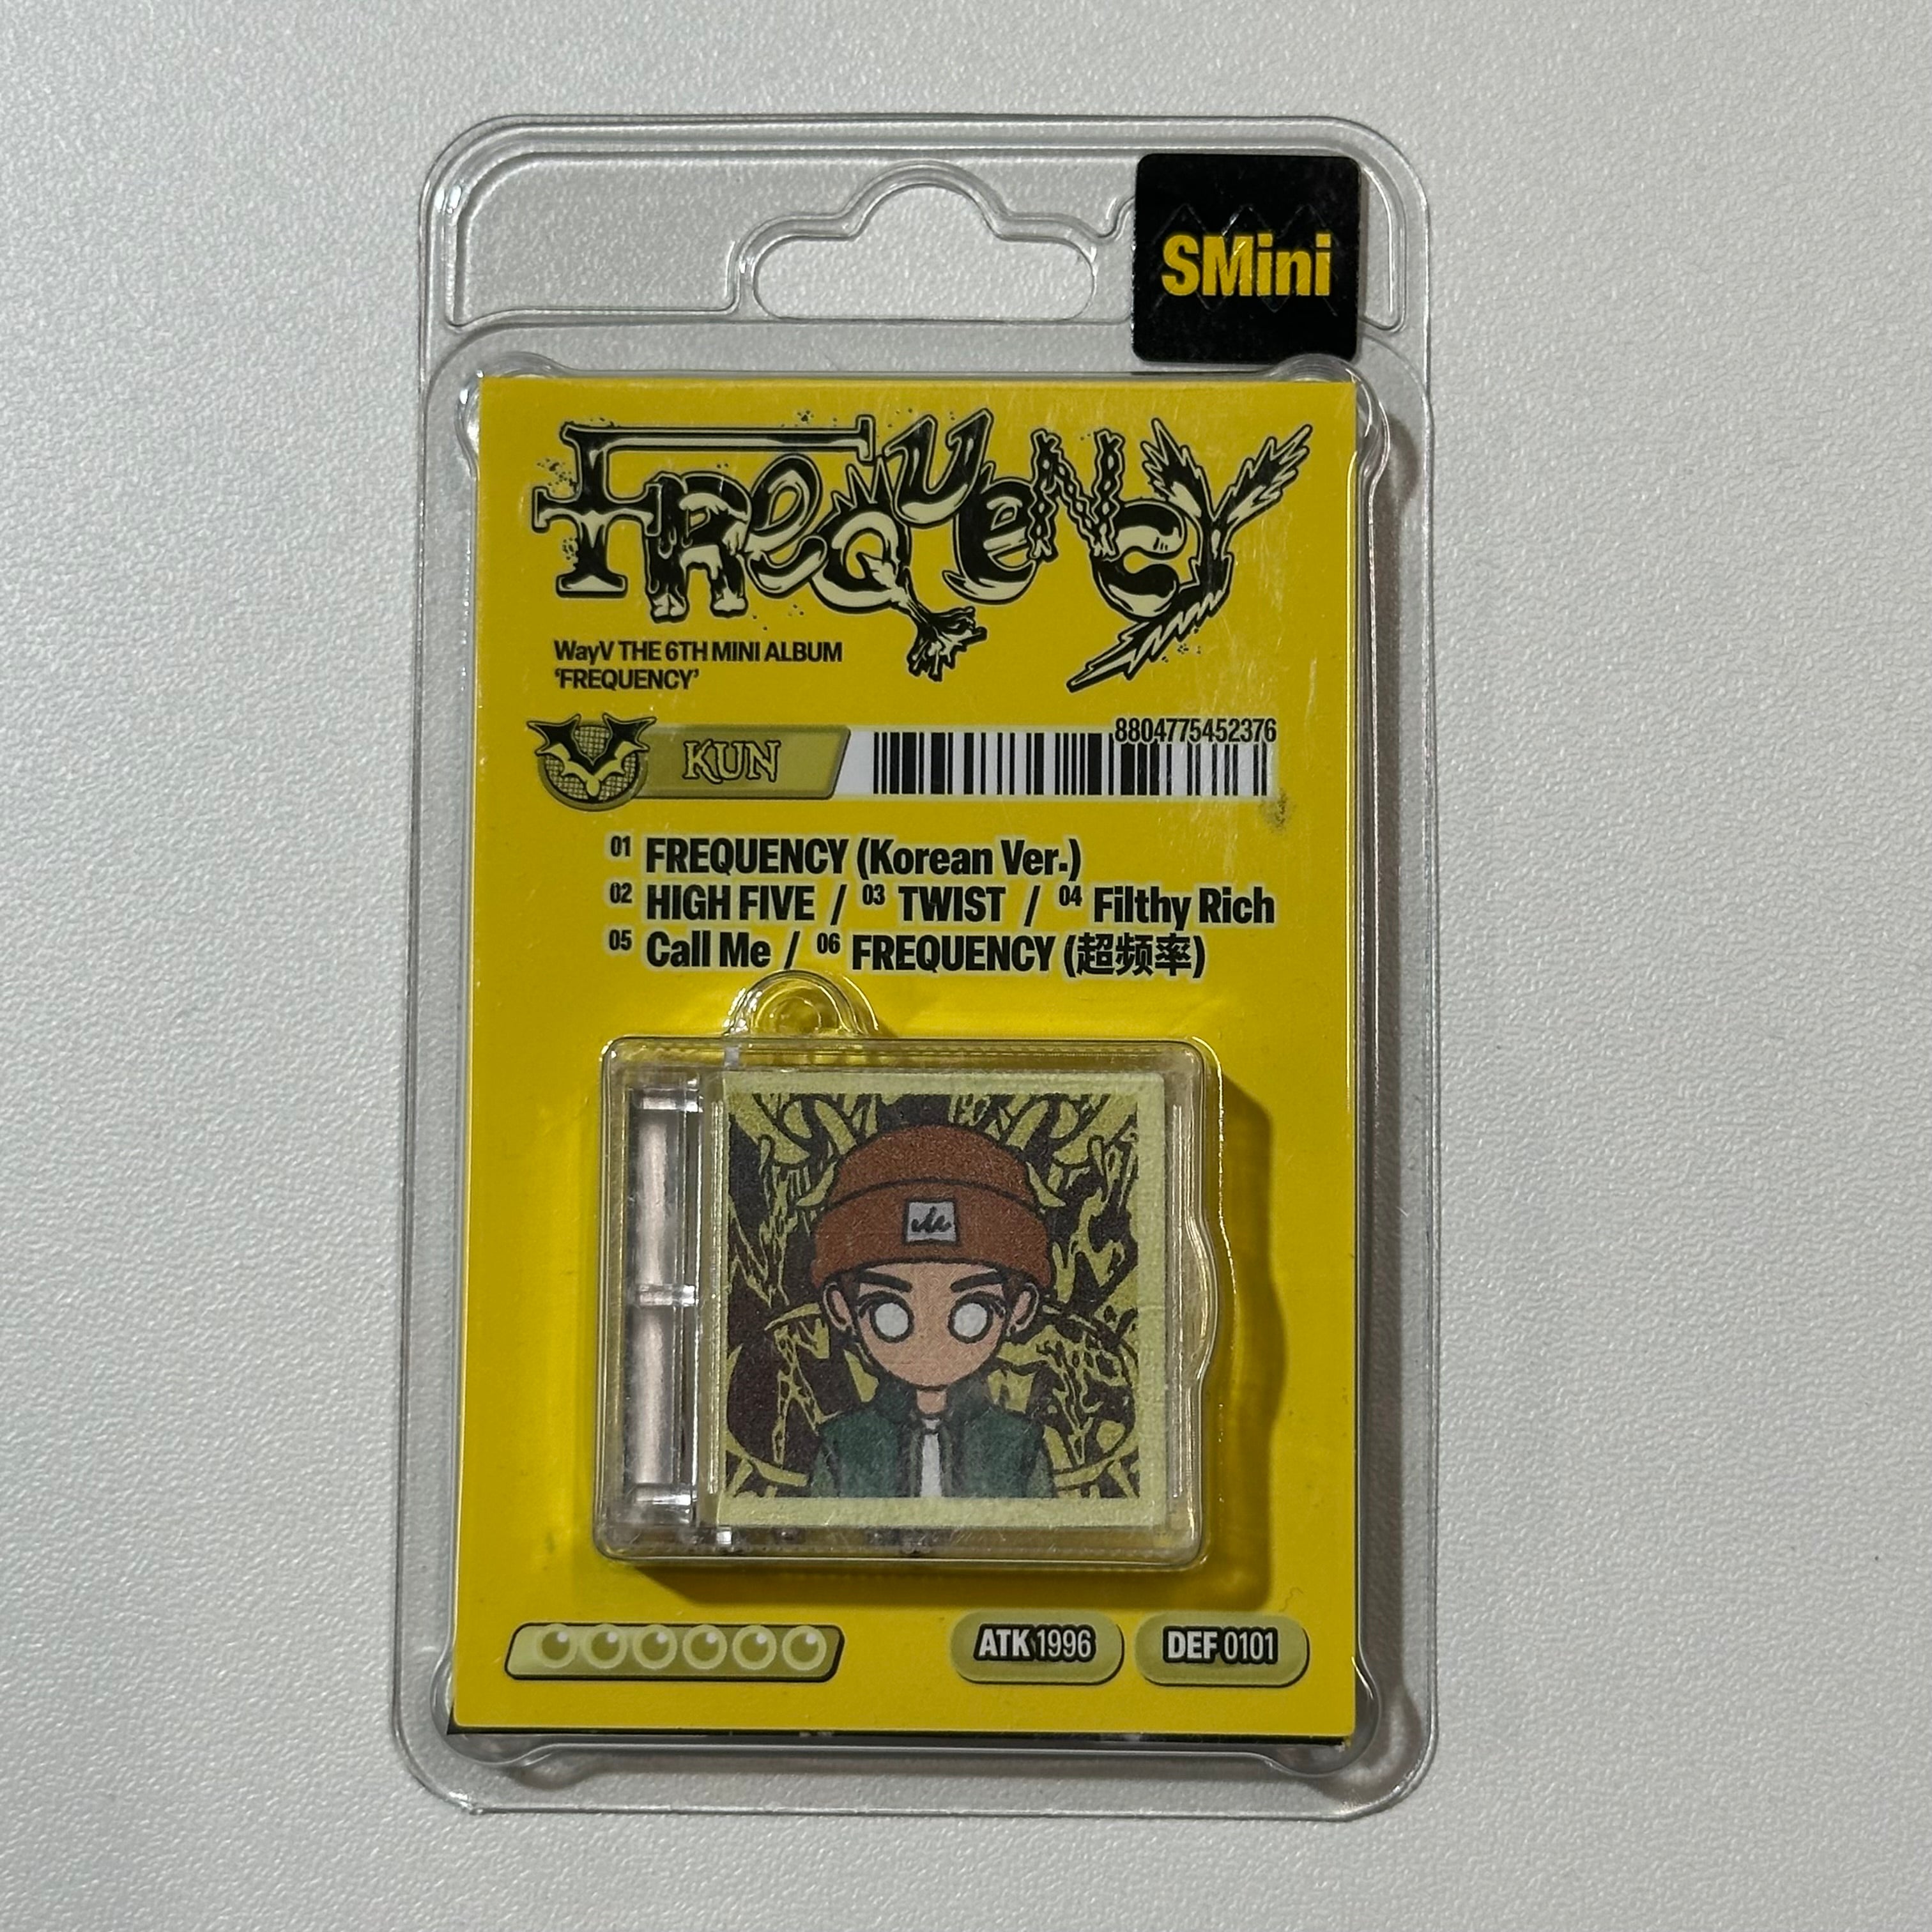 SMini
FREQUENCY
WayV THE 6TH MINI ALBUM
‘FREQUENCY’
KUN
8804775452376
01 FREQUENCY (Korean Ver.)
02 HIGH FIVE / 03 TWIST / 04 Filthy Rich
05 Call Me / 06 FREQUENCY (超频率)
ATK 1996 DEF 0101